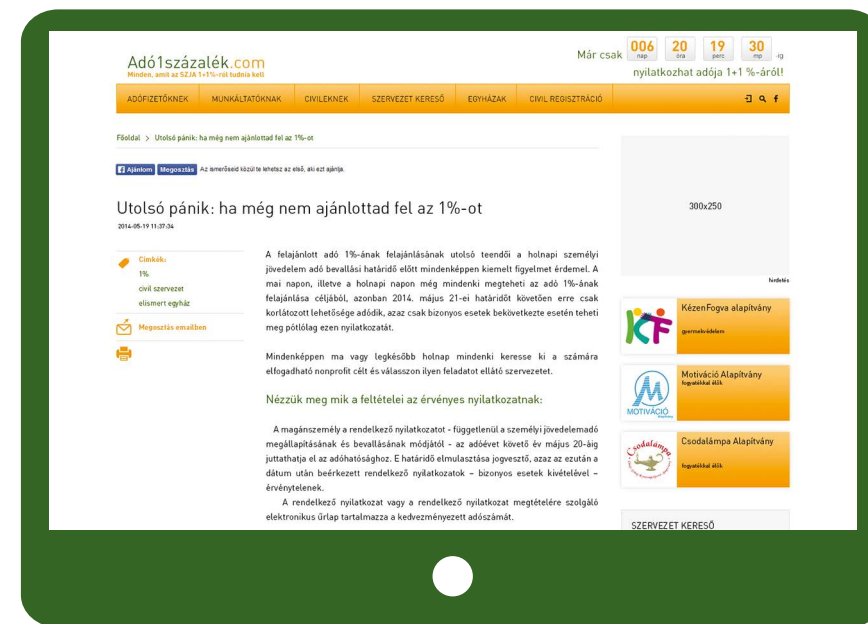 Adó1százalék.com
Minden, amit az SZJA 1+1%-ról tudnia kell
Már csak 006 20 19 30 -ig
nap óra perc mp
nyilatkozhat adója 1+1 %-áról!
ADÓFIZETŐKNEK MUNKÁLTATÓKNAK CIVILEKNEK SZERVEZET KERESŐ EGYHÁZAK CIVIL REGISZTRÁCIÓ
Főoldal > Utolsó pánik: ha még nem ajánlottad fel az 1%-ot
Ajánlom Megosztás Az ismerőseid közül te lehetsz az első, aki ezt ajánlja.
Utolsó pánik: ha még nem ajánlottad fel az 1%-ot
2014-05-19 11:37:34
Címkék:
1%
civil szervezet
elismert egyház
Megosztás emailben
A felajánlott adó 1%-ának felajánlásának utolsó teendői a holnapi személyi
jövedelem adó bevallási határidő előtt mindenképpen kiemelt figyelmet érdemel. A
mai napon, illetve a holnapi napon még mindenki megteheti az adó 1%-ának
felajánlása céljából, azonban 2014. május 21-ei határidőt követően erre csak
korlátozott lehetősége adódik, azaz csak bizonyos esetek bekövetkezte esetén teheti
meg pótlólag ezen nyilatkozatát.
Mindenképpen ma vagy legkésőbb holnap mindenki keresse ki a számára
elfogadható nonprofit célt és válasszon ilyen feladatot ellátó szervezetet.
Nézzük meg mik a feltételei az érvényes nyilatkozatnak:
A magánszemély a rendelkező nyilatkozatot - függetlenül a személyi jövedelemadó
megállapításának és bevallásának módjától - az adóévet követő év május 20-áig
juttathatja el az adóhatósághoz. E határidő elmulasztása jogvesztő, azaz az ezután a
dátum után beérkezett rendelkező nyilatkozatok – bizonyos esetek kivételével –
érvénytelenek.
A rendelkező nyilatkozat vagy a rendelkező nyilatkozat megtételére szolgáló
elektronikus űrlap tartalmazza a kedvezményezett adószámát.
300x250
hirdetés
KF
KézenFogva alapítvány
gyermekvédelem
MOTIVÁCIÓ
Motiváció Alapítvány
fogyatékkal élők
Csodalámpa
Csodalámpa Alapítvány
fogyatékkal élők
SZERVEZET KERESŐ